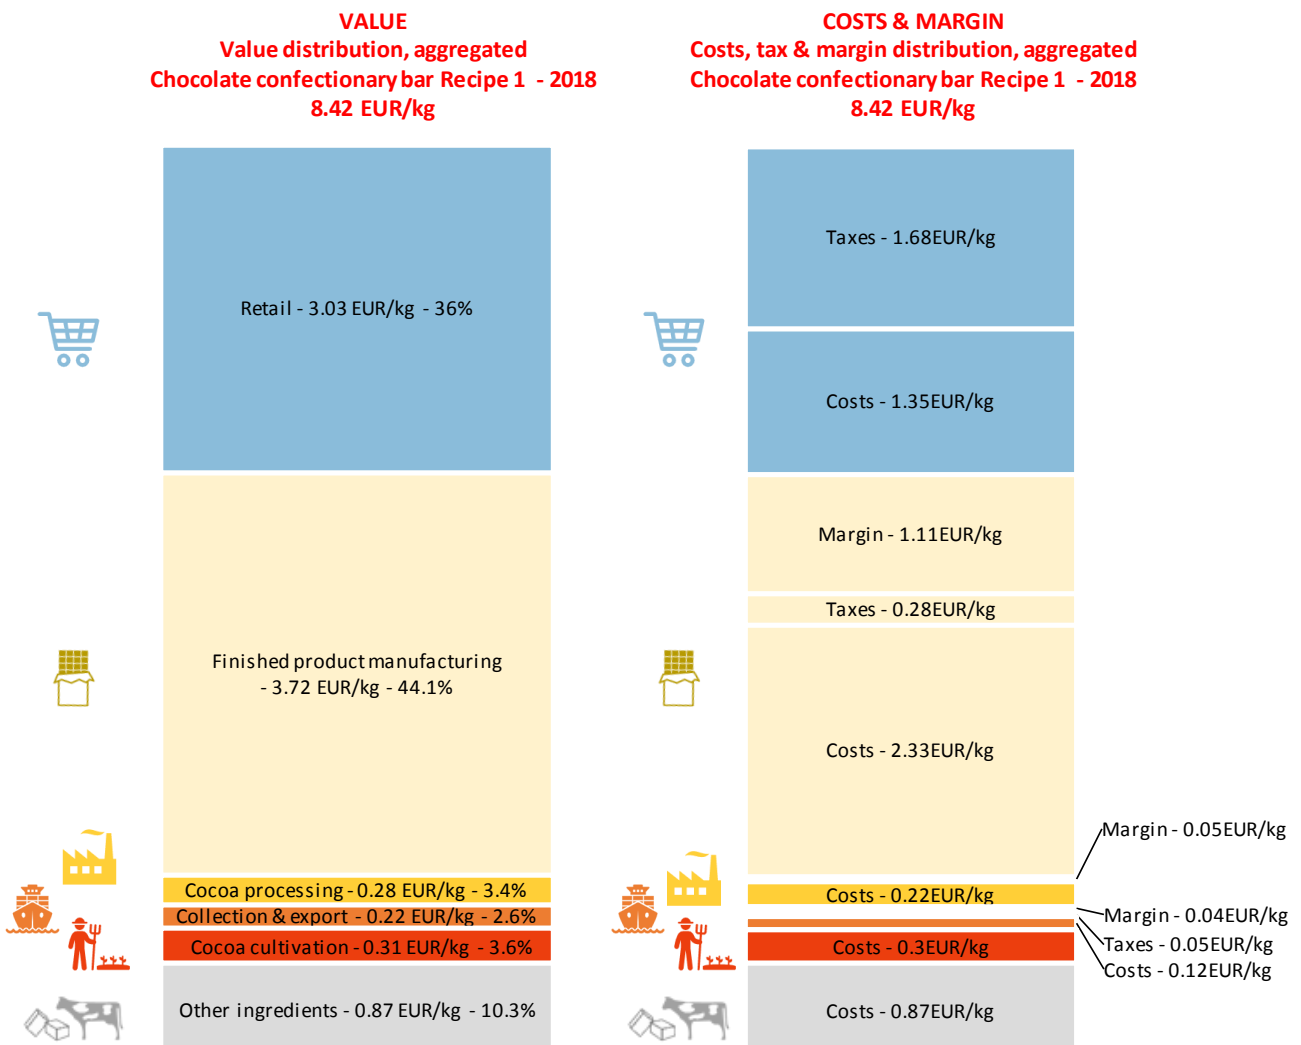 VALUE
Value distribution, aggregated
Chocolate confectionary bar Recipe 1 - 2018
8.42 EUR/kg
Retail - 3.03 EUR/kg - 36%
Finished product manufacturing
- 3.72 EUR/kg - 44.1%
Cocoa processing - 0.28 EUR/kg - 3.4%
Collection & export - 0.22 EUR/kg - 2.6%
Cocoa cultivation - 0.31 EUR/kg - 3.6%
Other ingredients - 0.87 EUR/kg - 10.3%
COSTS & MARGIN
Costs, tax & margin distribution, aggregated
Chocolate confectionary bar Recipe 1 - 2018
8.42 EUR/kg
Taxes - 1.68EUR/kg
Costs - 1.35EUR/kg
Margin - 1.11EUR/kg
Taxes - 0.28EUR/kg
Costs - 2.33EUR/kg
Margin - 0.05EUR/kg
Costs - 0.22EUR/kg
Margin - 0.04EUR/kg
Taxes - 0.05EUR/kg
Costs - 0.12EUR/kg
Costs - 0.3EUR/kg
Costs - 0.87EUR/kg